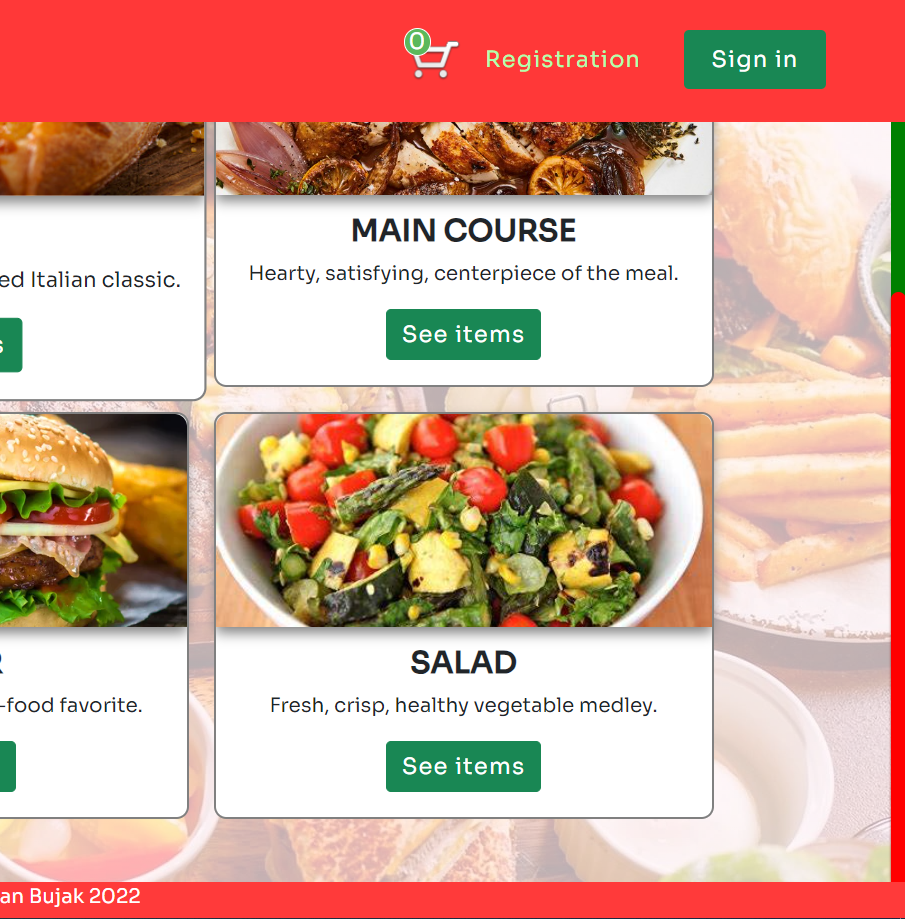 0
Registration
Sign in
MAIN COURSE
ed Italian classic.
Hearty, satisfying, centerpiece of the meal.
s
See items
R
SALAD
-food favorite.
Fresh, crisp, healthy vegetable medley.
See items
an Bujak 2022